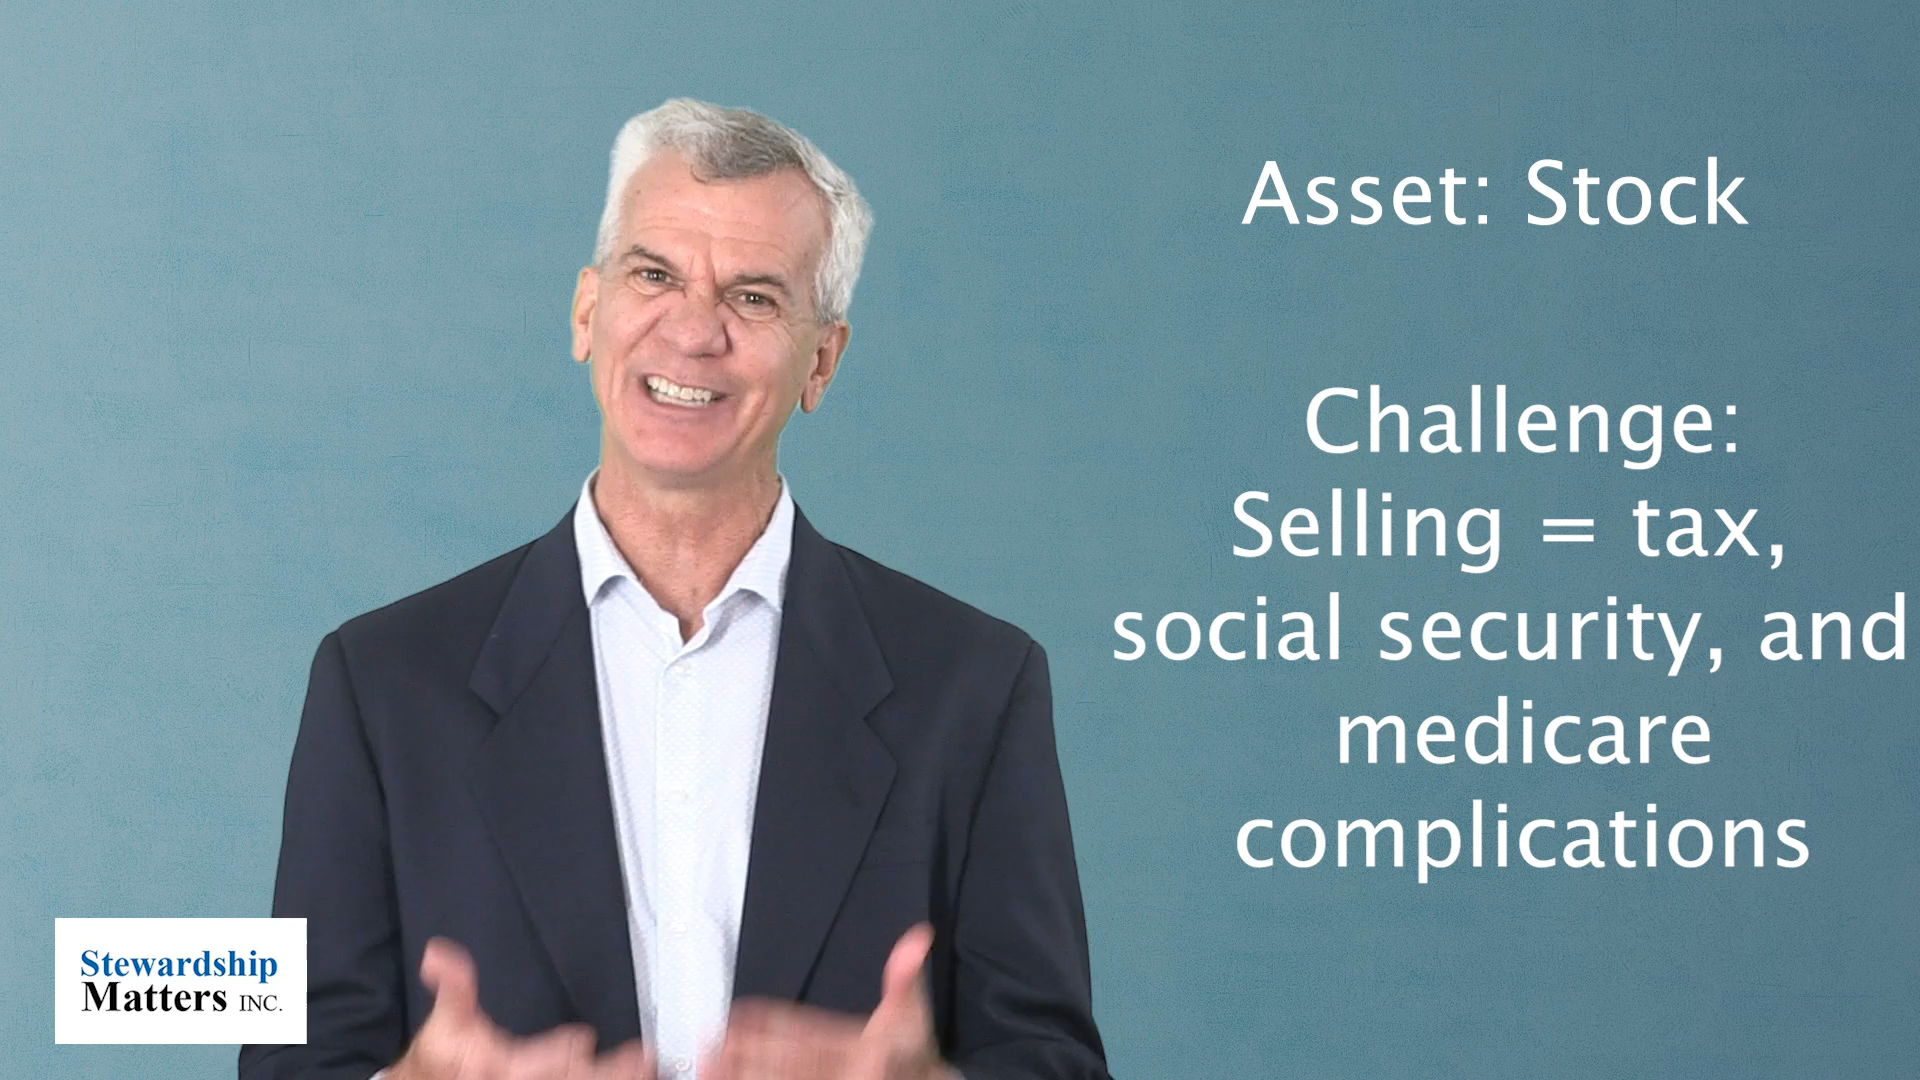 Asset: Stock
Challenge:
Selling = tax,
social security, and
medicare
complications
Stewardship
Matters INC.